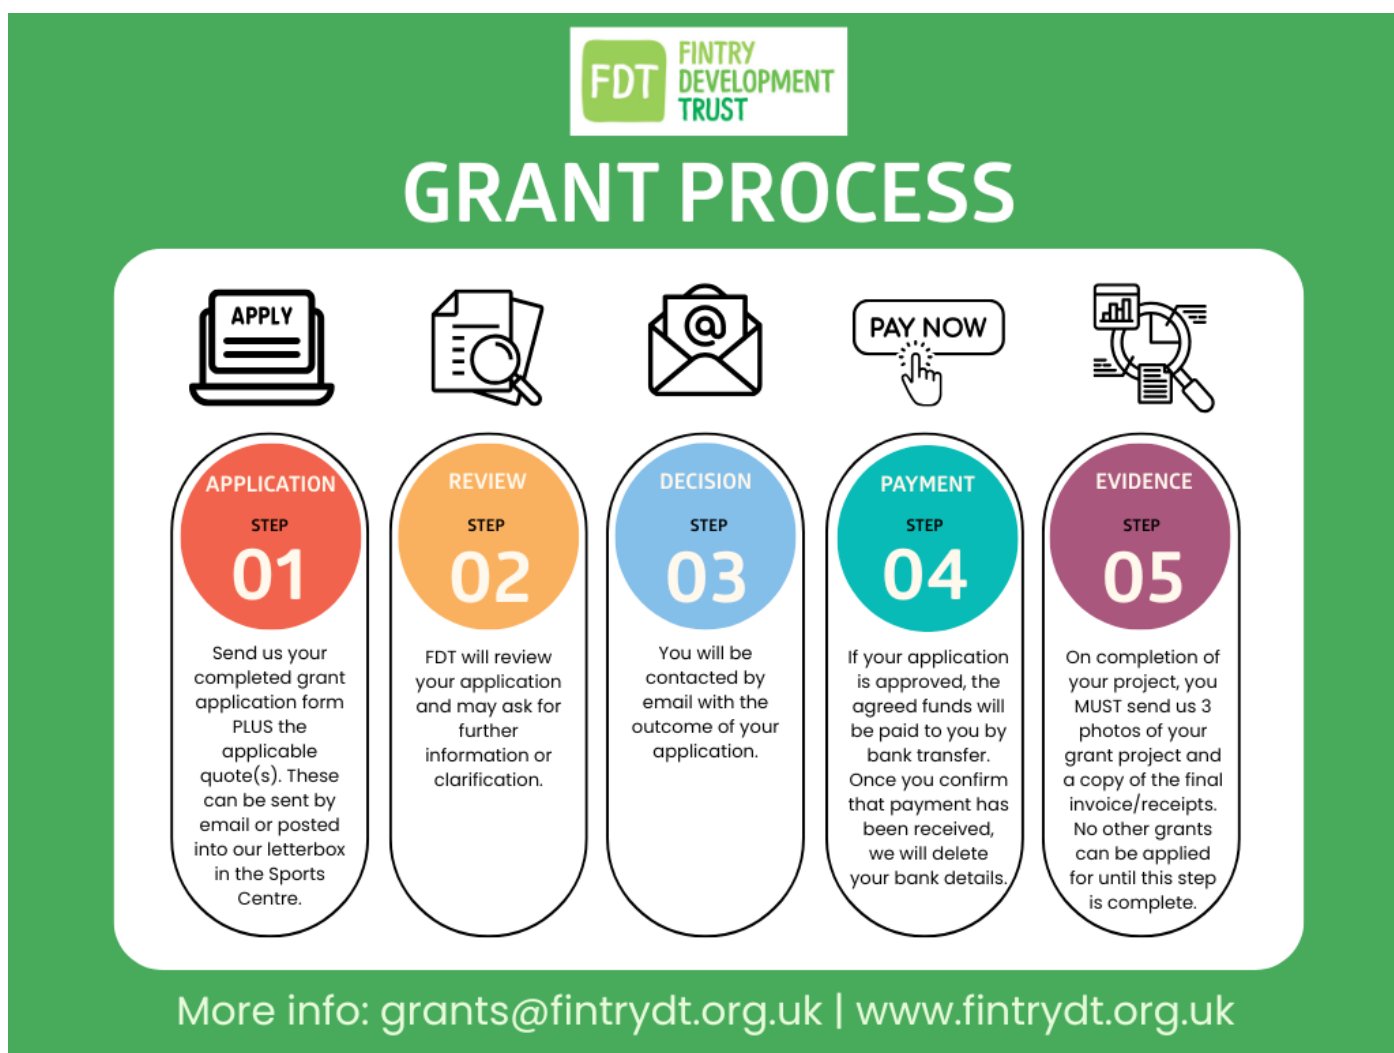 FDT
FINTRY
DEVELOPMENT
TRUST
GRANT PROCESS
APPLY
@
PAY NOW
APPLICATION
STEP
01
Send us your
completed grant
application form
PLUS the
applicable
quote(s). These
can be sent by
email or posted
into our letterbox
in the Sports
Centre.
REVIEW
STEP
02
FDT will review
your application
and may ask for
further
information or
clarification.
DECISION
STEP
03
You will be
contacted by
email with the
outcome of your
application.
PAYMENT
STEP
04
If your application
is approved, the
agreed funds will
be paid to you by
bank transfer.
Once you confirm
that payment has
been received,
we will delete
your bank details.
EVIDENCE
STEP
05
On completion of
your project, you
MUST send us 3
photos of your
grant project and
a copy of the final
invoice/receipts.
No other grants
can be applied
for until this step
is complete.
More info: grants@fintrydt.org.uk | www.fintrydt.org.uk